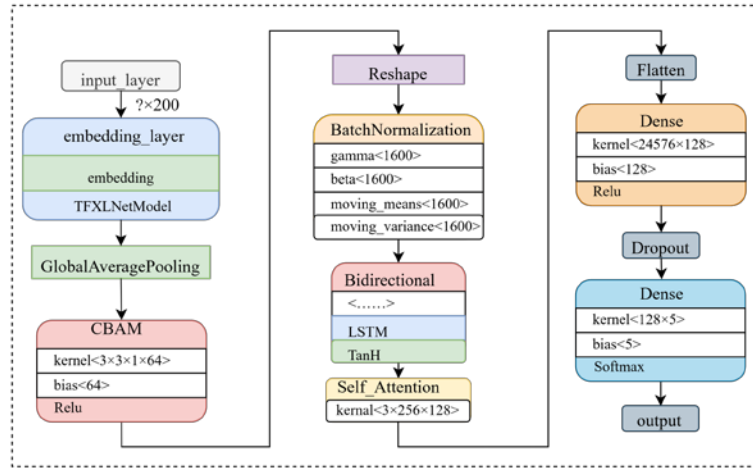 input_layer
?×200
embedding_layer
embedding
TFXLNetModel
GlobalAveragePooling
CBAM
kernel<3×3×1×64>
bias<64>
Relu
Reshape
BatchNormalization
gamma<1600>
beta<1600>
moving_means<1600>
moving_variance<1600>
Bidirectional
<......>
LSTM
TanH
Self_Attention
kernal<3×256×128>
Flatten
Dense
kernel<24576×128>
bias<128>
Relu
Dropout
Dense
kernel<128×5>
bias<5>
Softmax
output